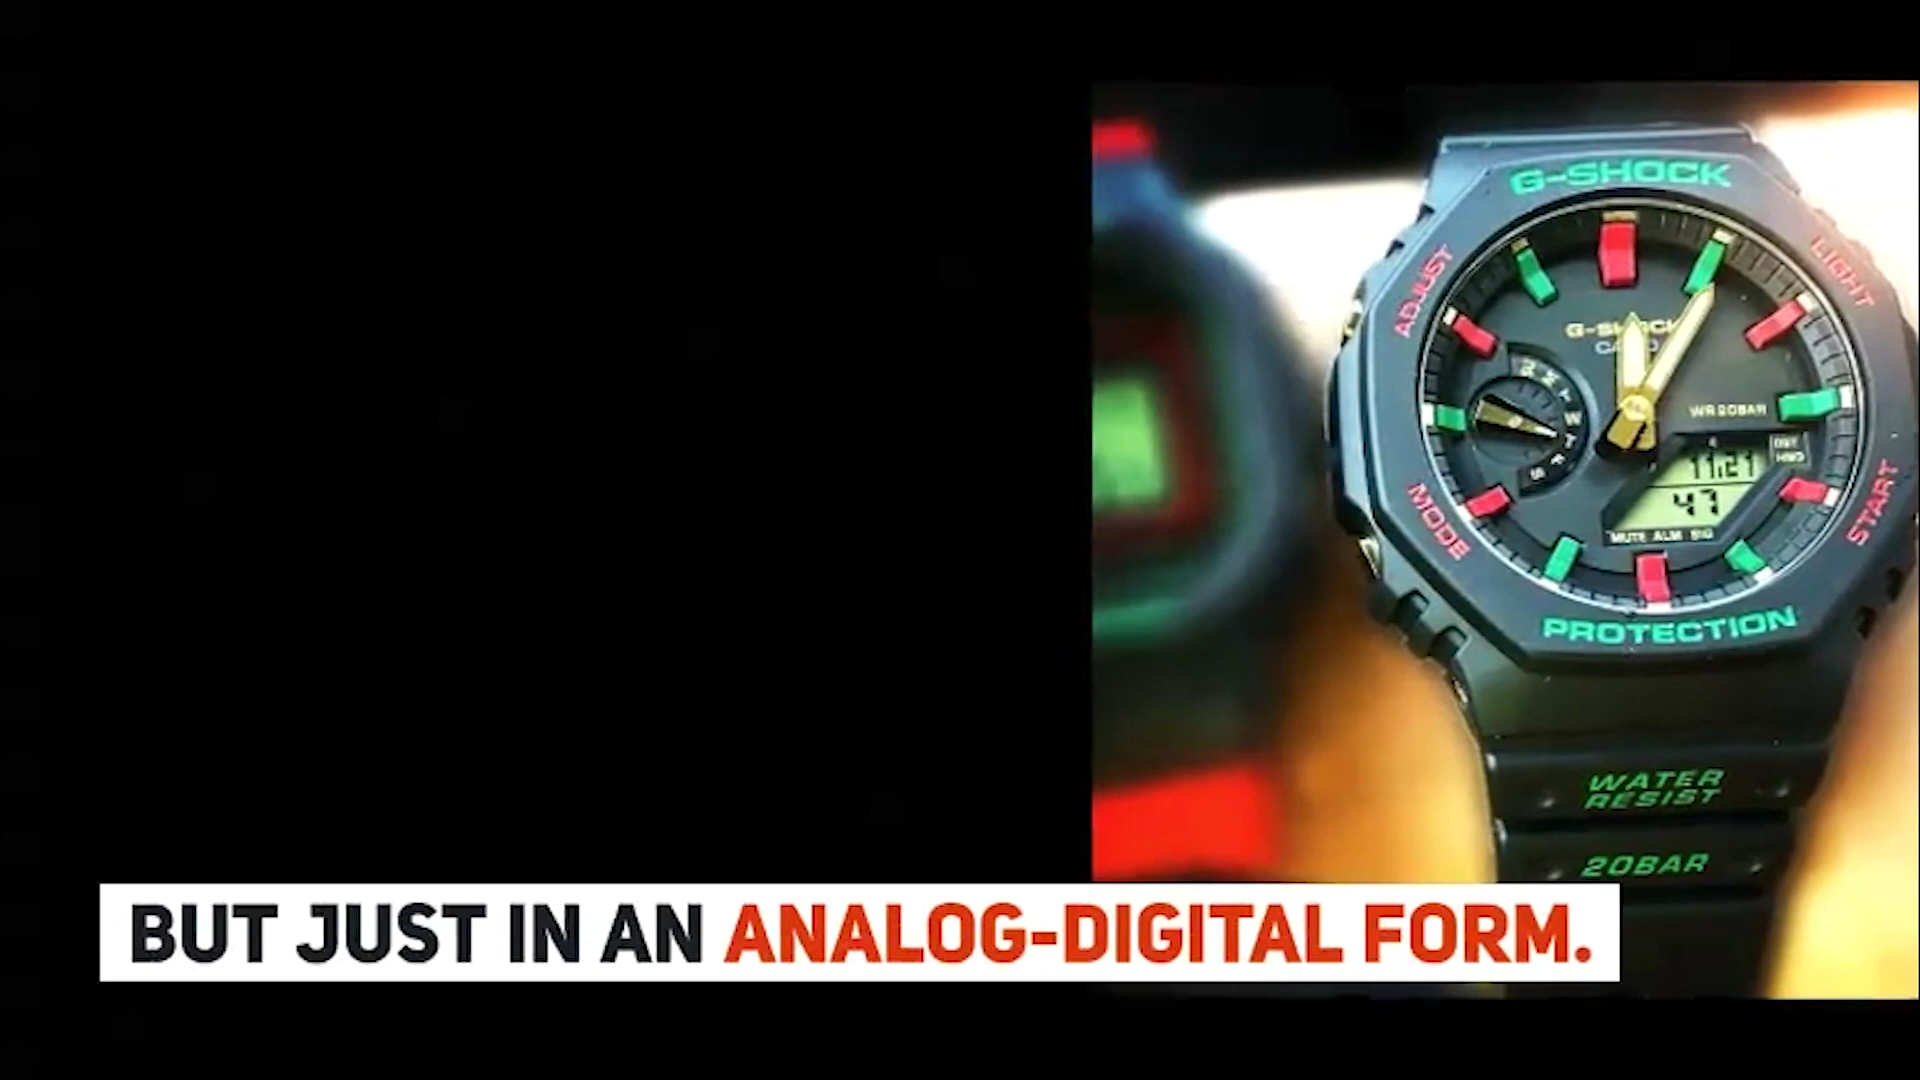 G-SHOCK
ADJUST
LIGHT
G-SHOCK
WR20BAR
11:21
47
MUTE ALM SIG
MODE
START
PROTECTION
WATER
RESIST
20BAR
BUT JUST IN AN ANALOG-DIGITAL FORM.